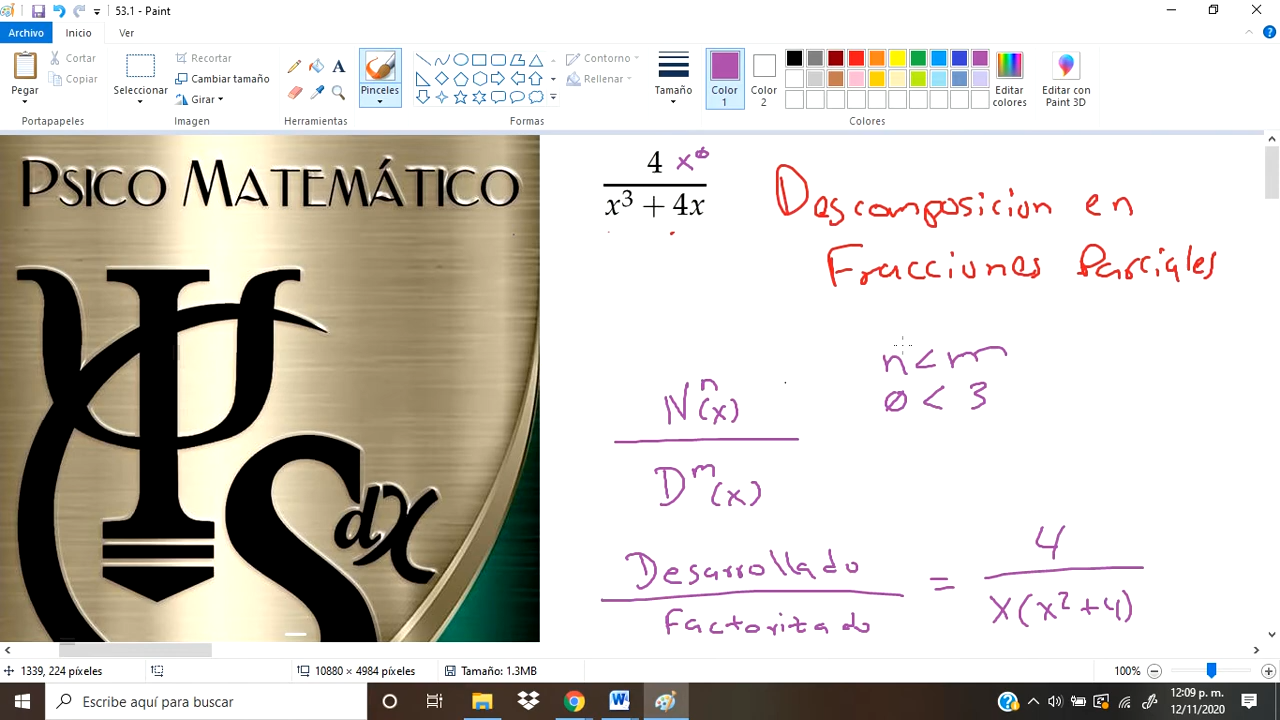 53.1 - Paint
Archivo
Inicio
Ver
Pegar
Cortar
Copiar
Portapapeles
Seleccionar
Recortar
Cambiar tamaño
Girar
Imagen
A
Herramientas
Pinceles
Contorno
Rellenar
Formas
Tamaño
Color 1
Color 2
Editar colores
Editar con Paint 3D
Colores
PSICO MATEMÁTICO
dx
4 x⁰
x³ + 4x
Descomposicion en
Fracciones Parciales
n < m
0 < 3
Nⁿ(x)
Dᵐ(x)
Desarrollado
Factorizado
=
4
x(x²+4)
1339, 224 píxeles
10880 × 4984 píxeles
Tamaño: 1.3MB
100%
Escribe aquí para buscar
12:09 p. m.
12/11/2020